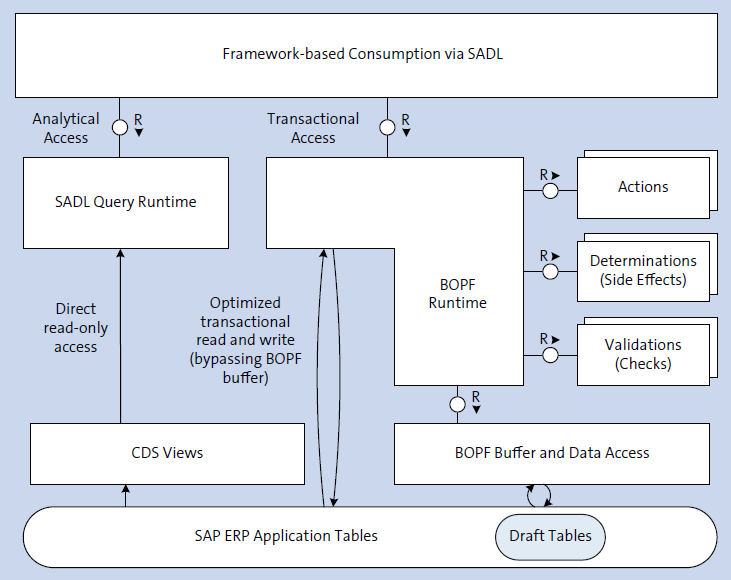 Framework-based Consumption via SADL
Analytical
Access
R
Transactional
Access
R
SADL Query Runtime
BOPF
Runtime
R
Actions
R
Determinations
(Side Effects)
R
Validations
(Checks)
Direct
read-only
access
Optimized
transactional
read and write
(bypassing BOPF
buffer)
R
CDS Views
BOPF Buffer and Data Access
SAP ERP Application Tables
Draft Tables